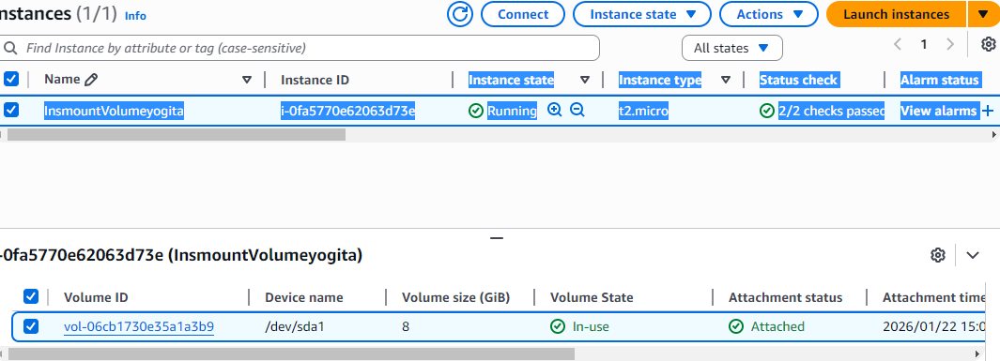 nstances (1/1) Info Connect Instance state Actions Launch instances
Find Instance by attribute or tag (case-sensitive) All states 1
Name Instance ID Instance state Instance type Status check Alarm status
InsmountVolumeyogita i-0fa5770e62063d73e Running t2.micro 2/2 checks passed View alarms +
-0fa5770e62063d73e (InsmountVolumeyogita)
Volume ID Device name Volume size (GiB) Volume State Attachment status Attachment time
vol-06cb1730e35a1a3b9 /dev/sda1 8 In-use Attached 2026/01/22 15:0